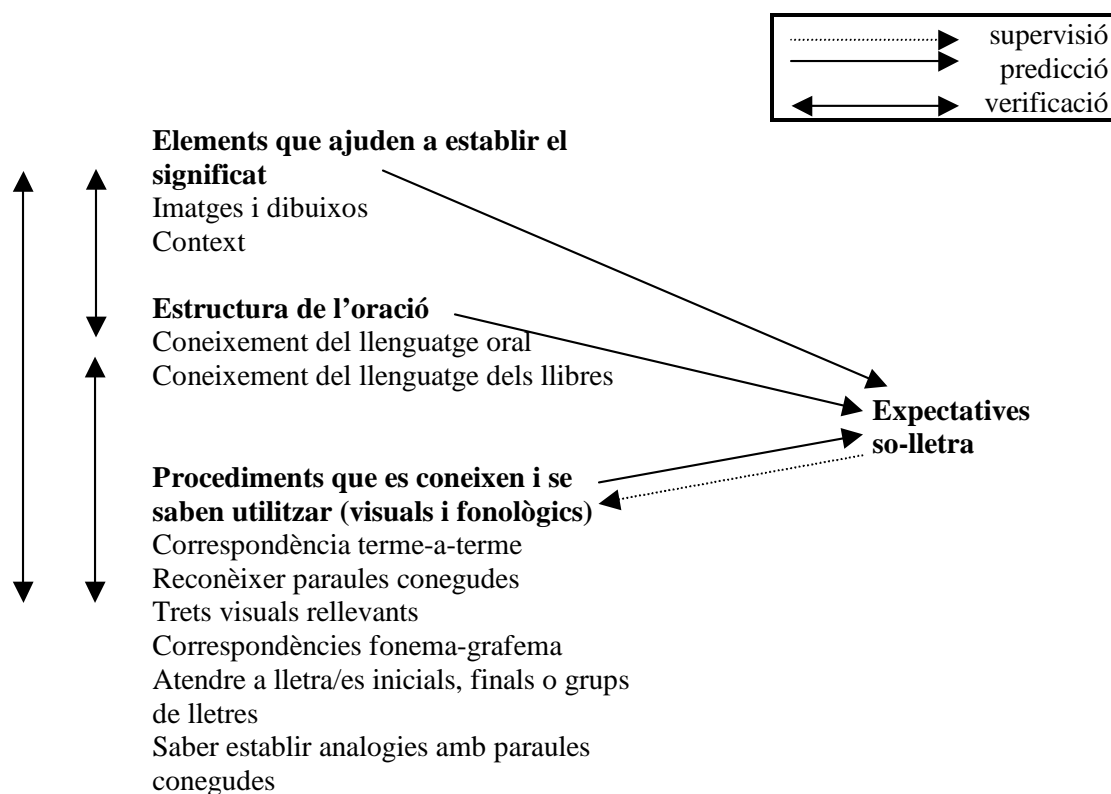 supervisió
predicció
verificació
Elements que ajuden a establir el
significat
Imatges i dibuixos
Context
Estructura de l’oració
Coneixement del llenguatge oral
Coneixement del llenguatge dels llibres
Expectatives
so-lletra
Procediments que es coneixen i se
saben utilitzar (visuals i fonològics)
Correspondència terme-a-terme
Reconèixer paraules conegudes
Trets visuals rellevants
Correspondències fonema-grafema
Atendre a lletra/es inicials, finals o grups
de lletres
Saber establir analogies amb paraules
conegudes